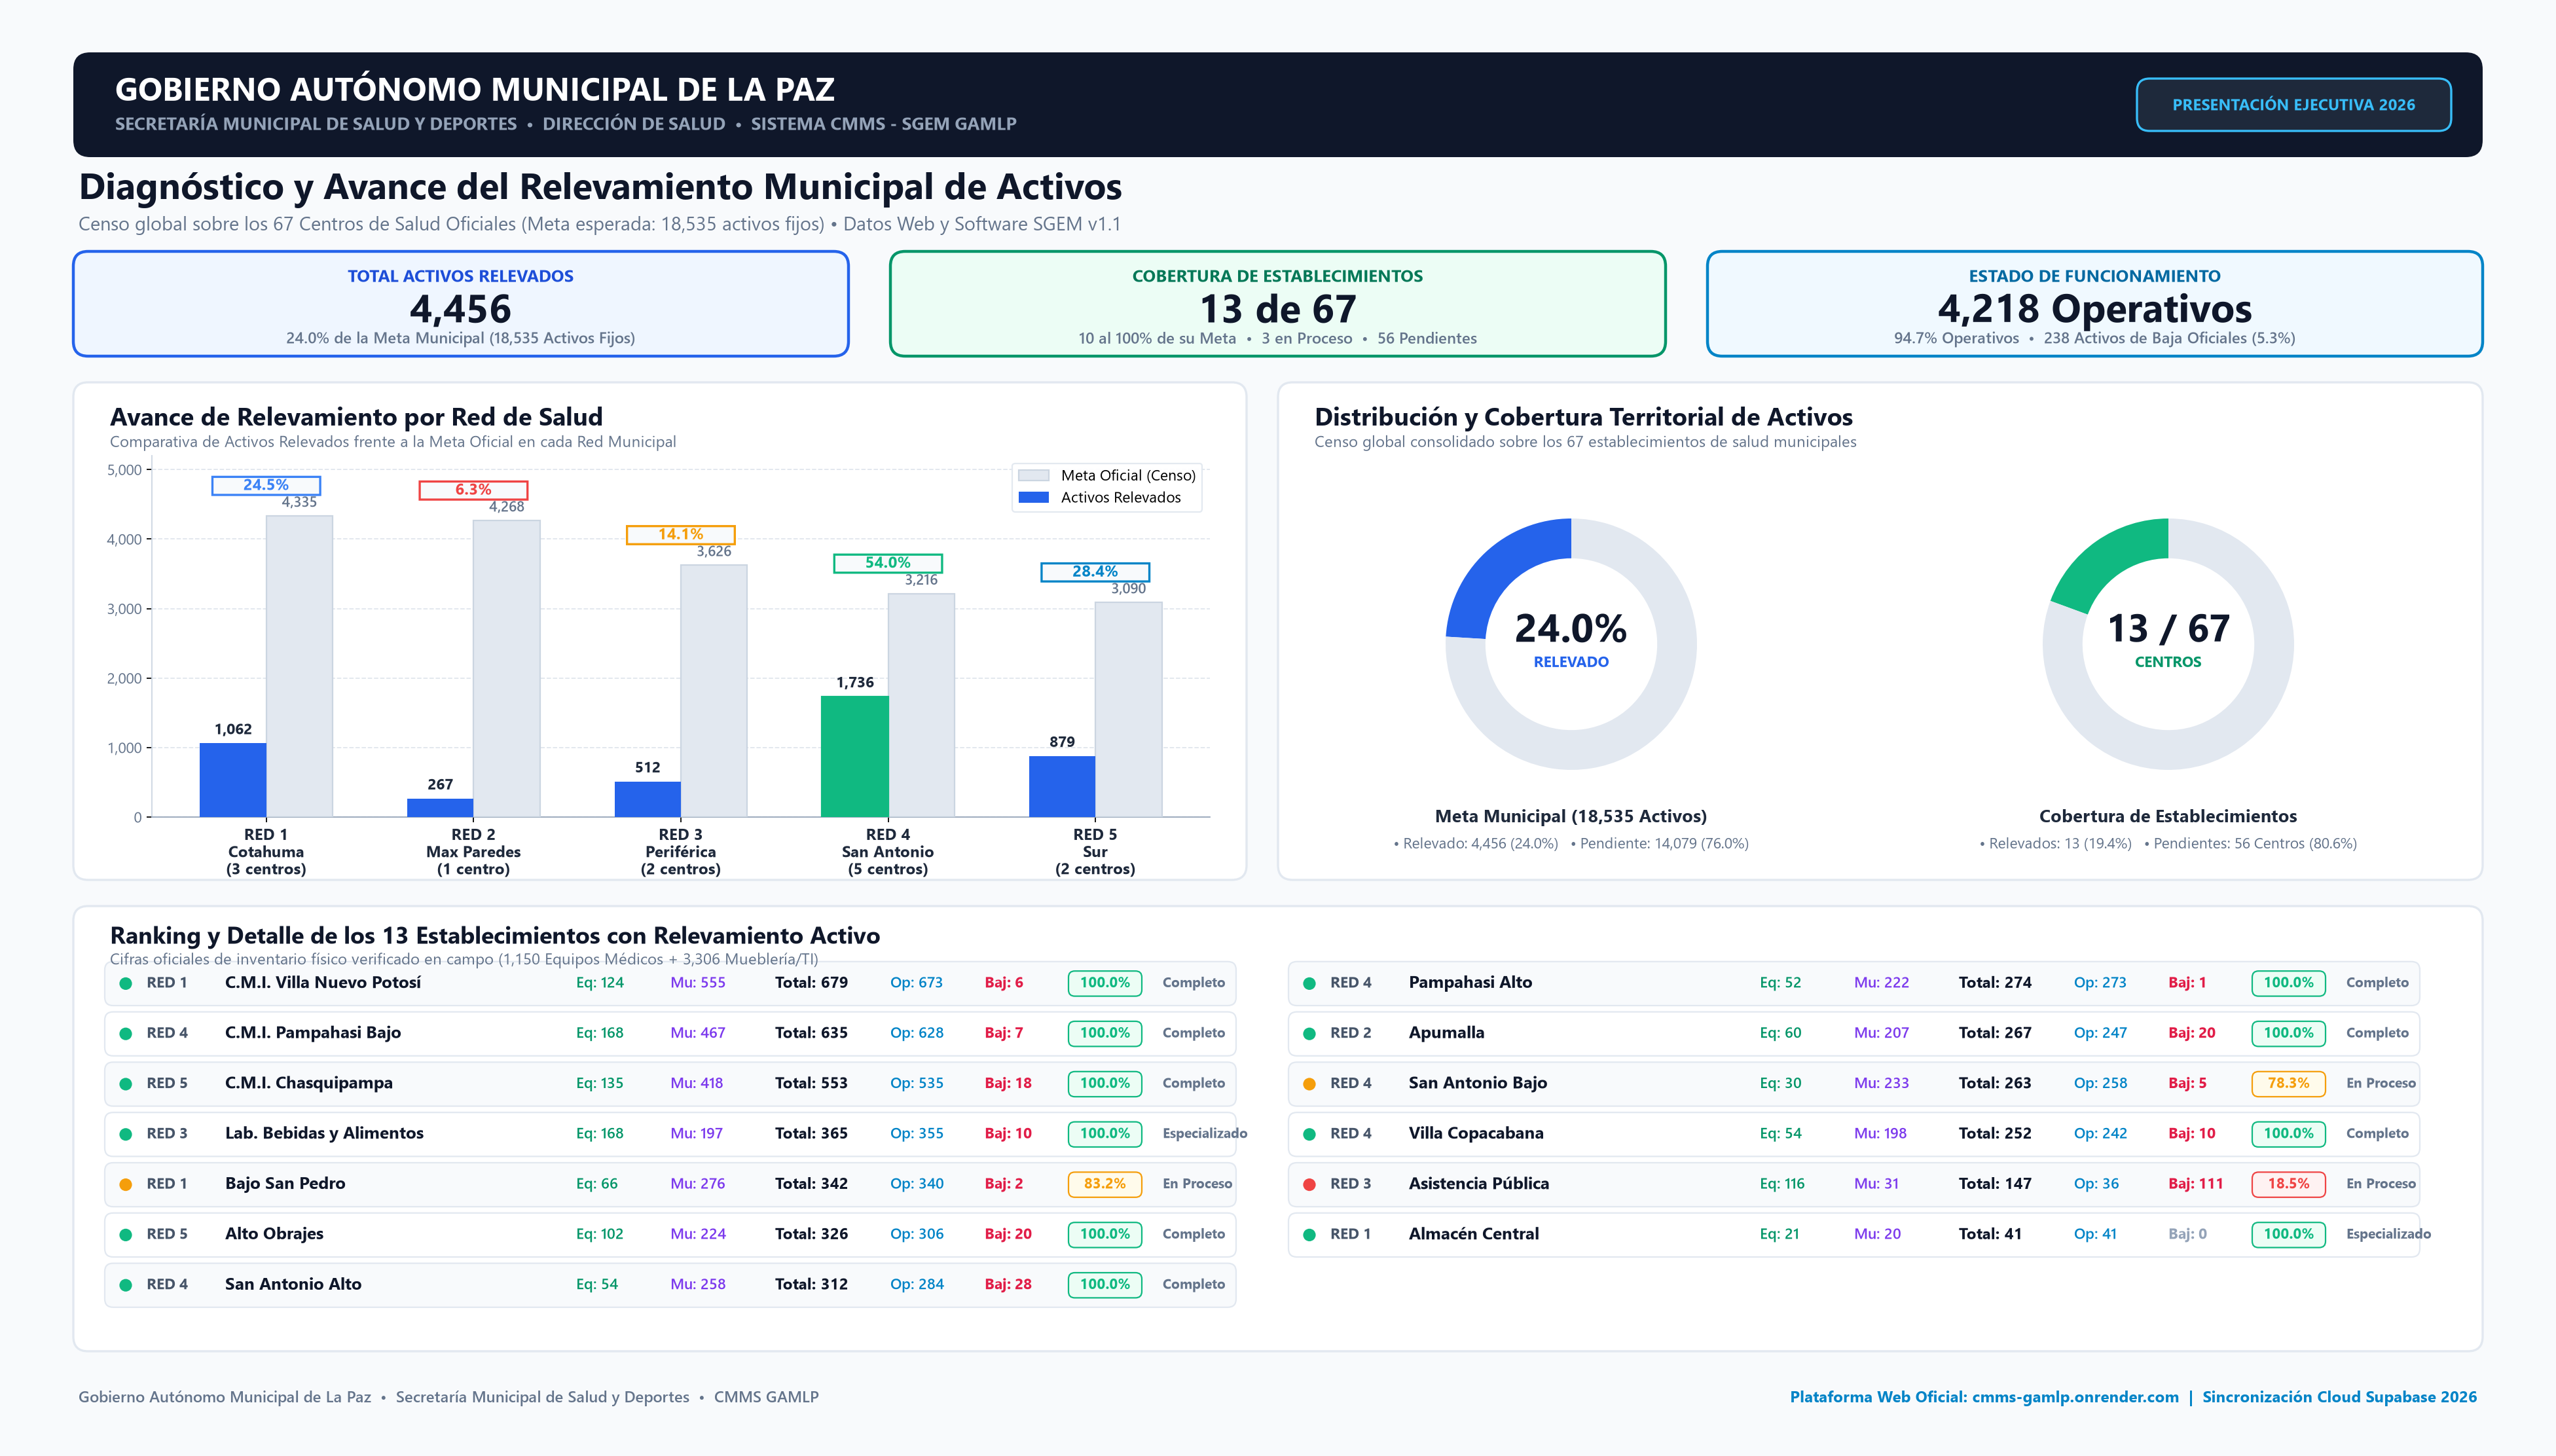 GOBIERNO AUTÓNOMO MUNICIPAL DE LA PAZ
SECRETARÍA MUNICIPAL DE SALUD Y DEPORTES • DIRECCIÓN DE SALUD • SISTEMA CMMS - SGEM GAMLP
PRESENTACIÓN EJECUTIVA 2026
Diagnóstico y Avance del Relevamiento Municipal de Activos
Censo global sobre los 67 Centros de Salud Oficiales (Meta esperada: 18,535 activos fijos) • Datos Web y Software SGEM v1.1
TOTAL ACTIVOS RELEVADOS
4,456
24.0% de la Meta Municipal (18,535 Activos Fijos)
COBERTURA DE ESTABLECIMIENTOS
13 de 67
10 al 100% de su Meta • 3 en Proceso • 56 Pendientes
ESTADO DE FUNCIONAMIENTO
4,218 Operativos
94.7% Operativos • 238 Activos de Baja Oficiales (5.3%)
Avance de Relevamiento por Red de Salud
Comparativa de Activos Relevados frente a la Meta Oficial en cada Red Municipal
Meta Oficial (Censo)
Activos Relevados
5,000
4,000
3,000
2,000
1,000
0
24.5%
4,335
1,062
6.3%
4,268
267
14.1%
3,626
512
54.0%
3,216
1,736
28.4%
3,090
879
RED 1
Cotahuma
(3 centros)
RED 2
Max Paredes
(1 centro)
RED 3
Periférica
(2 centros)
RED 4
San Antonio
(5 centros)
RED 5
Sur
(2 centros)
Distribución y Cobertura Territorial de Activos
Censo global consolidado sobre los 67 establecimientos de salud municipales
24.0%
RELEVADO
Meta Municipal (18,535 Activos)
• Relevado: 4,456 (24.0%) • Pendiente: 14,079 (76.0%)
13 / 67
CENTROS
Cobertura de Establecimientos
• Relevados: 13 (19.4%) • Pendientes: 56 Centros (80.6%)
Ranking y Detalle de los 13 Establecimientos con Relevamiento Activo
Cifras oficiales de inventario físico verificado en campo (1,150 Equipos Médicos + 3,306 Mueblería/TI)
RED 1 C.M.I. Villa Nuevo Potosí Eq: 124 Mu: 555 Total: 679 Op: 673 Baj: 6 100.0% Completo
RED 4 C.M.I. Pampahasi Bajo Eq: 168 Mu: 467 Total: 635 Op: 628 Baj: 7 100.0% Completo
RED 5 C.M.I. Chasquipampa Eq: 135 Mu: 418 Total: 553 Op: 535 Baj: 18 100.0% Completo
RED 3 Lab. Bebidas y Alimentos Eq: 168 Mu: 197 Total: 365 Op: 355 Baj: 10 100.0% Especializado
RED 1 Bajo San Pedro Eq: 66 Mu: 276 Total: 342 Op: 340 Baj: 2 83.2% En Proceso
RED 5 Alto Obrajes Eq: 102 Mu: 224 Total: 326 Op: 306 Baj: 20 100.0% Completo
RED 4 San Antonio Alto Eq: 54 Mu: 258 Total: 312 Op: 284 Baj: 28 100.0% Completo
RED 4 Pampahasi Alto Eq: 52 Mu: 222 Total: 274 Op: 273 Baj: 1 100.0% Completo
RED 2 Apumalla Eq: 60 Mu: 207 Total: 267 Op: 247 Baj: 20 100.0% Completo
RED 4 San Antonio Bajo Eq: 30 Mu: 233 Total: 263 Op: 258 Baj: 5 78.3% En Proceso
RED 4 Villa Copacabana Eq: 54 Mu: 198 Total: 252 Op: 242 Baj: 10 100.0% Completo
RED 3 Asistencia Pública Eq: 116 Mu: 31 Total: 147 Op: 36 Baj: 111 18.5% En Proceso
RED 1 Almacén Central Eq: 21 Mu: 20 Total: 41 Op: 41 Baj: 0 100.0% Especializado
Gobierno Autónomo Municipal de La Paz • Secretaría Municipal de Salud y Deportes • CMMS GAMLP
Plataforma Web Oficial: cmms-gamlp.onrender.com | Sincronización Cloud Supabase 2026